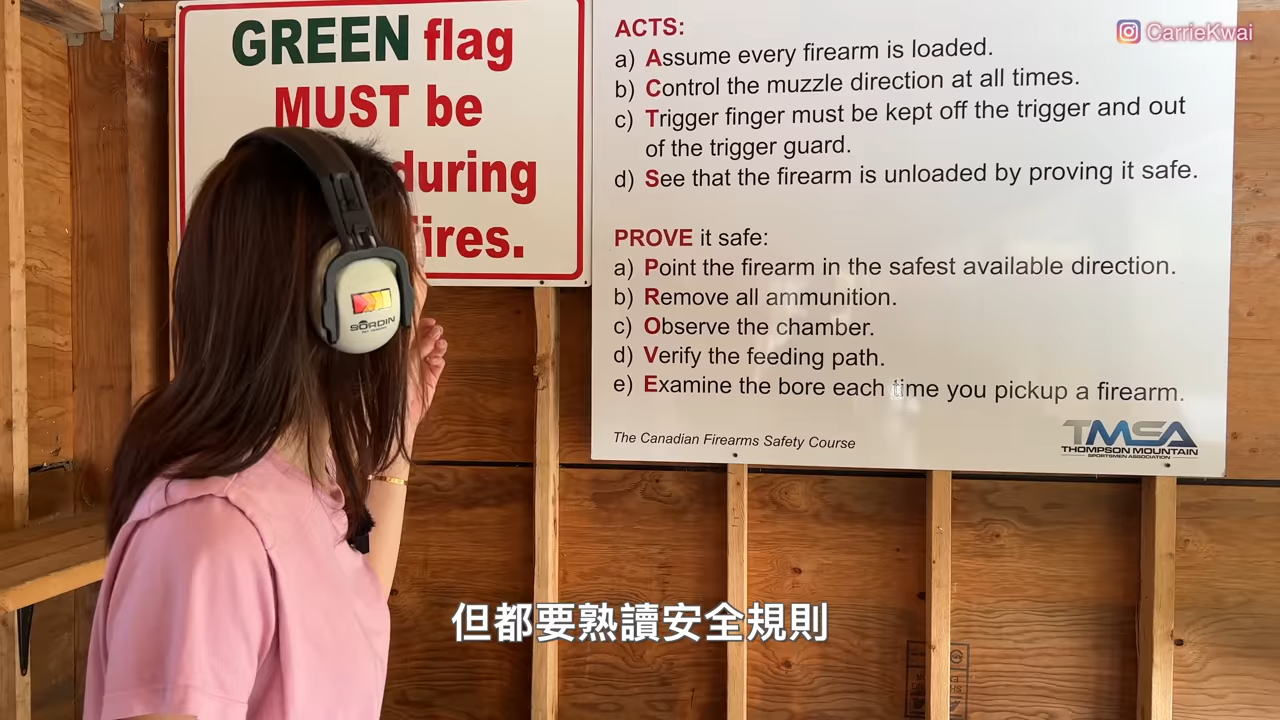 GREEN flag
MUST be
during
ires.
ACTS:
a) Assume every firearm is loaded.
b) Control the muzzle direction at all times.
c) Trigger finger must be kept off the trigger and out
of the trigger guard.
d) See that the firearm is unloaded by proving it safe.
PROVE it safe:
a) Point the firearm in the safest available direction.
b) Remove all ammunition.
c) Observe the chamber.
d) Verify the feeding path.
e) Examine the bore each time you pickup a firearm.
The Canadian Firearms Safety Course
TMSA
THOMPSON MOUNTAIN
SPORTSMEN ASSOCIATION
CarrieKwai
SORDIN
但都要熟讀安全規則